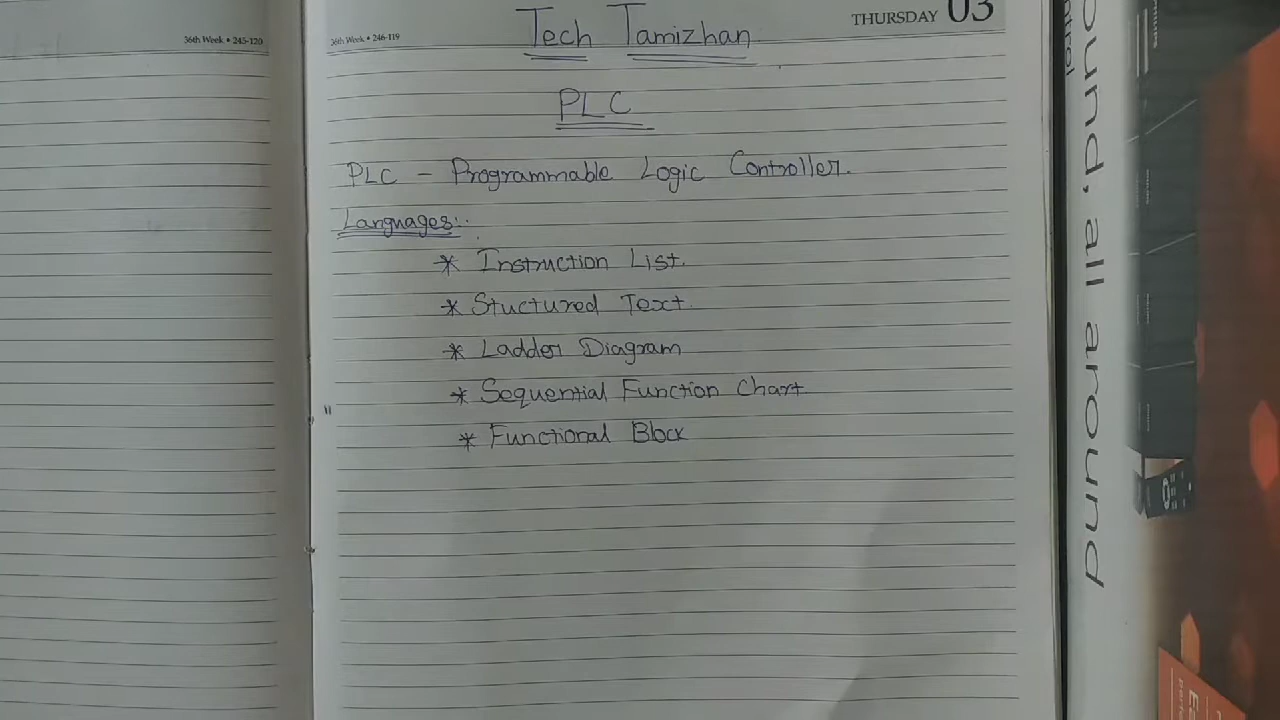 36th Week • 245-120
36th Week • 246-119
THURSDAY 03
Tech Tamizhan
PLC
PLC - Programmable Logic Controller.
Languages:-
* Instruction List.
* Stuctured Text.
* Ladder Diagram
* Sequential Function Chart
* Functional Block
ound, all around